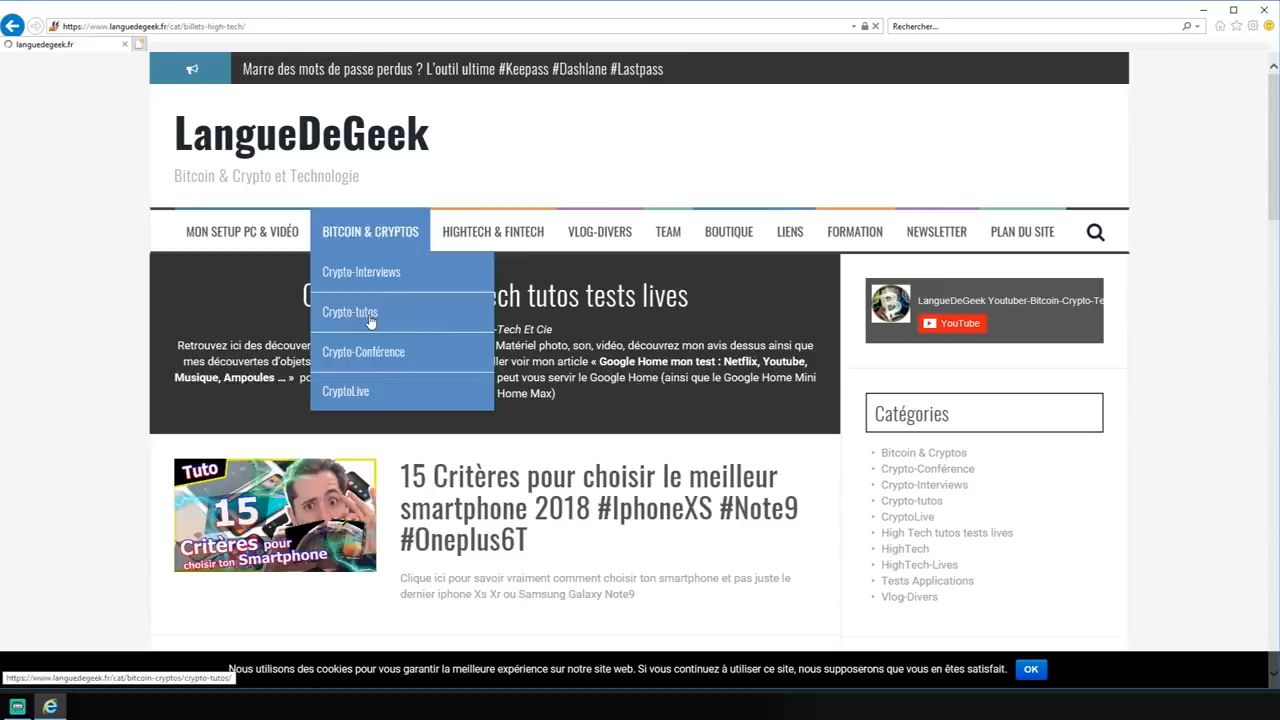 https://www.languedegeek.fr/cat/billets-high-tech/
Rechercher...
languedegeek.fr
Marre des mots de passe perdus ? L'outil ultime #Keepass #Dashlane #Lastpass
LangueDeGeek
Bitcoin & Crypto et Technologie
MON SETUP PC & VIDÉO BITCOIN & CRYPTOS HIGHTECH & FINTECH VLOG-DIVERS TEAM BOUTIQUE LIENS FORMATION NEWSLETTER PLAN DU SITE
Crypto-Interviews
Crypto-tutos
Crypto-Conférence
CryptoLive
ch tutos tests lives
-Tech Et Cie
Retrouvez ici des découver Matériel photo, son, vidéo, découvrez mon avis dessus ainsi que
mes découvertes d'objets ller voir mon article « Google Home mon test : Netflix, Youtube,
Musique, Ampoules ... » po peut vous servir le Google Home (ainsi que le Google Home Mini
Home Max)
LangueDeGeek Youtuber-Bitcoin-Crypto-Te
YouTube
Catégories
Bitcoin & Cryptos
Crypto-Conférence
Crypto-Interviews
Crypto-tutos
CryptoLive
High Tech tutos tests lives
HighTech
HighTech-Lives
Tests Applications
Vlog-Divers
Tuto
15
Critères pour
choisir ton Smartphone
15 Critères pour choisir le meilleur
smartphone 2018 #IphoneXS #Note9
#Oneplus6T
Clique ici pour savoir vraiment comment choisir ton smartphone et pas juste le
dernier iphone Xs Xr ou Samsung Galaxy Note9
Nous utilisons des cookies pour vous garantir la meilleure expérience sur notre site web. Si vous continuez à utiliser ce site, nous supposerons que vous en êtes satisfait. OK
https://www.languedegeek.fr/cat/bitcoin-cryptos/crypto-tutos/